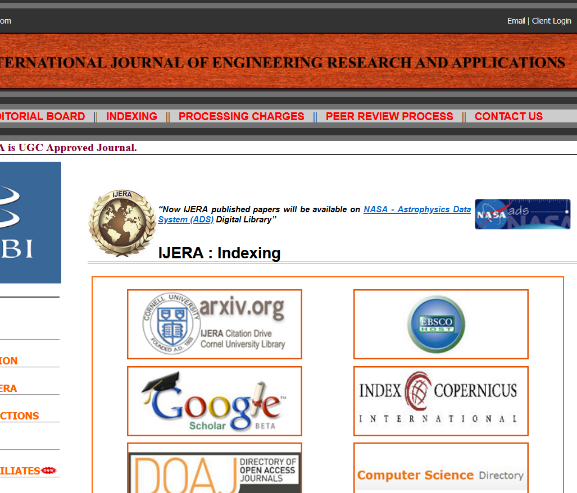 om
Email | Client Login
TERNATIONAL JOURNAL OF ENGINEERING RESEARCH AND APPLICATIONS
ITORIAL BOARD || INDEXING || PROCESSING CHARGES || PEER REVIEW PROCESS || CONTACT US
A is UGC Approved Journal.
BI
IJERA
"Now IJERA published papers will be available on NASA - Astrophysics Data
System (ADS) Digital Library"
NASA ads
NASA
IJERA : Indexing
CORNELL UNIVERSITY
FOUNDED A.D. 1865
arxiv.org
IJERA Citation Drive
Cornel University Library
EBSCO
HOST
ION
ERA
CTIONS
ILIATES
Google
Scholar BETA
INDEX COPERNICUS
INTERNATIONAL
DOAJ
DIRECTORY OF
OPEN ACCESS
JOURNALS
Computer Science Directory